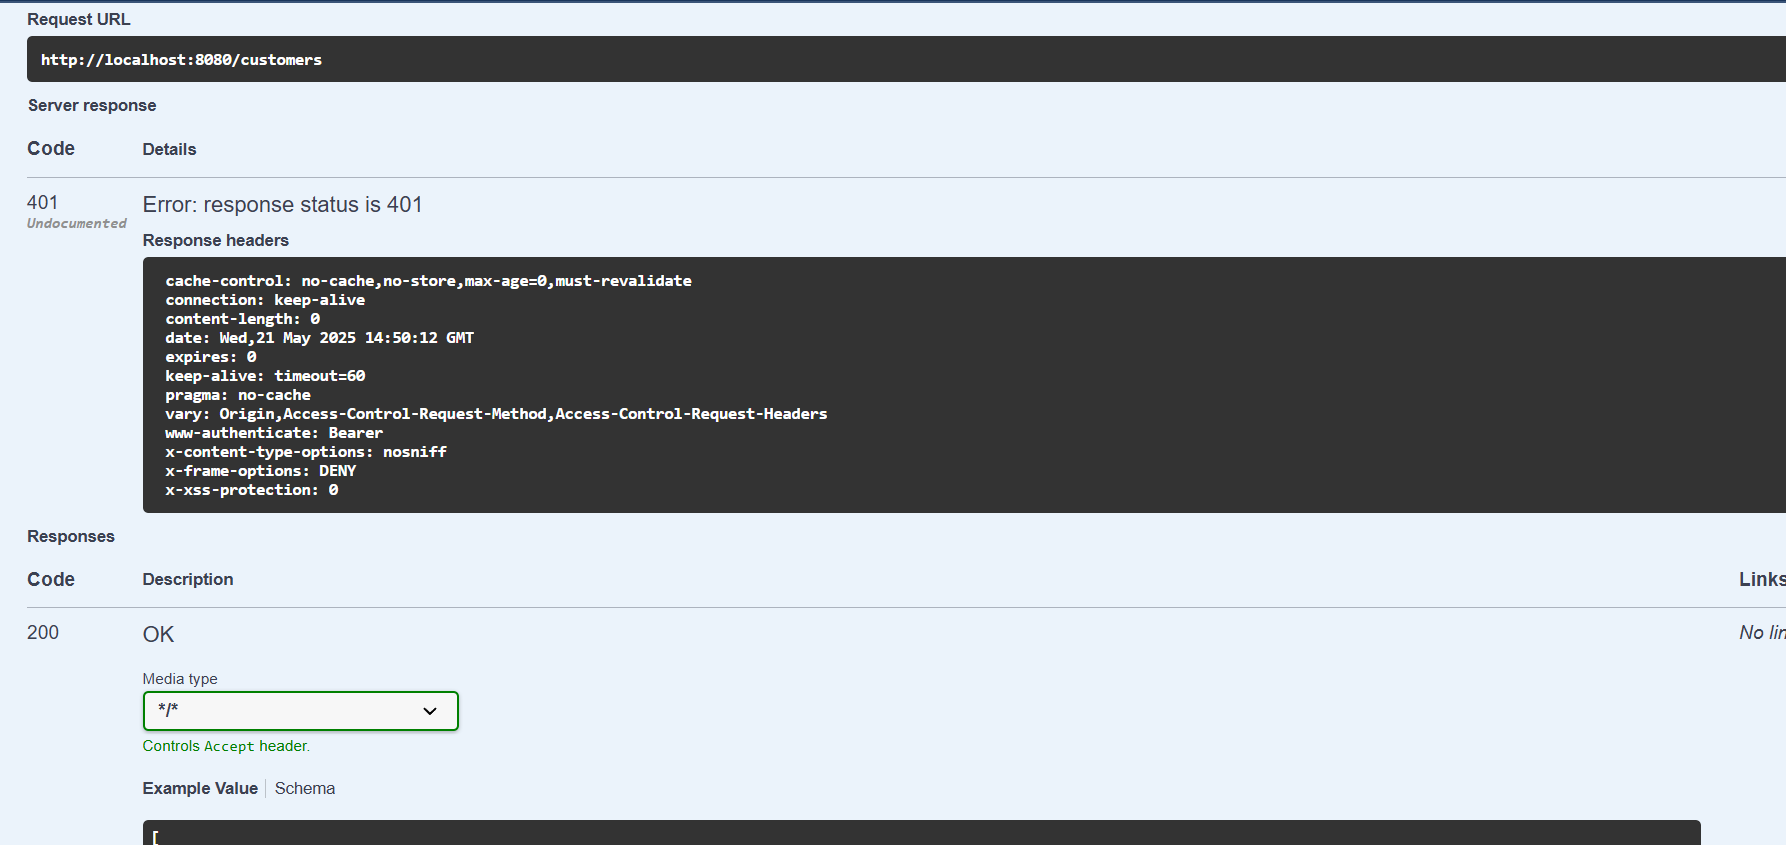 Request URL
http://localhost:8080/customers
Server response
Code Details
401 Error: response status is 401
Undocumented
Response headers
cache-control: no-cache,no-store,max-age=0,must-revalidate
connection: keep-alive
content-length: 0
date: Wed,21 May 2025 14:50:12 GMT
expires: 0
keep-alive: timeout=60
pragma: no-cache
vary: Origin,Access-Control-Request-Method,Access-Control-Request-Headers
www-authenticate: Bearer
x-content-type-options: nosniff
x-frame-options: DENY
x-xss-protection: 0
Responses
Code Description Links
200 OK No lin
Media type
*/*
Controls Accept header.
Example Value Schema
[